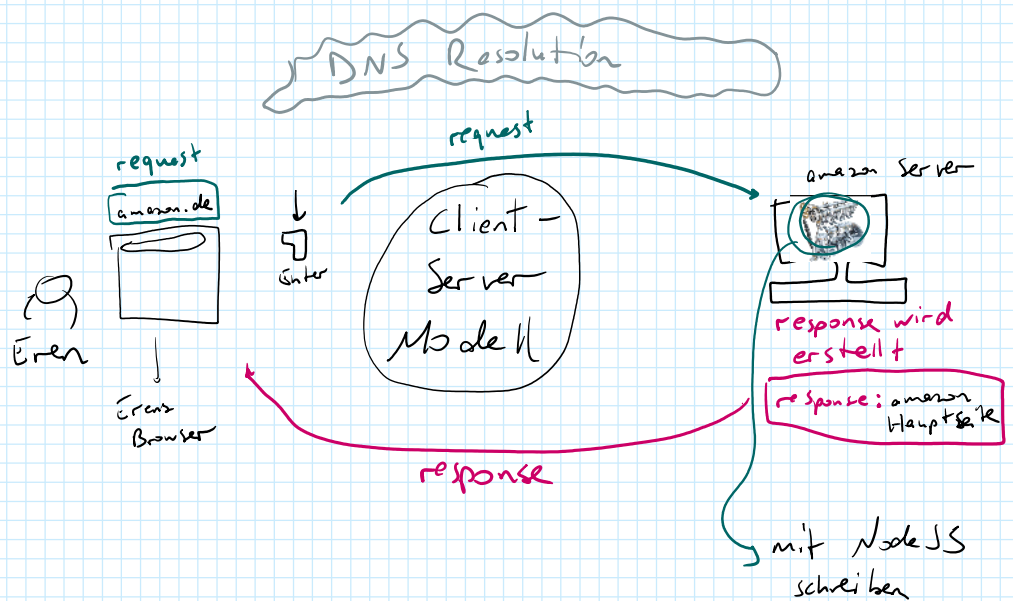 DNS Resolution
request
request
amazon.de
Enter
Client-
Server
Modell
amazon Server
Eren
Erens
Browser
response wird
erstellt
response: amazon
Hauptseite
response
mit NodeJS
schreiben